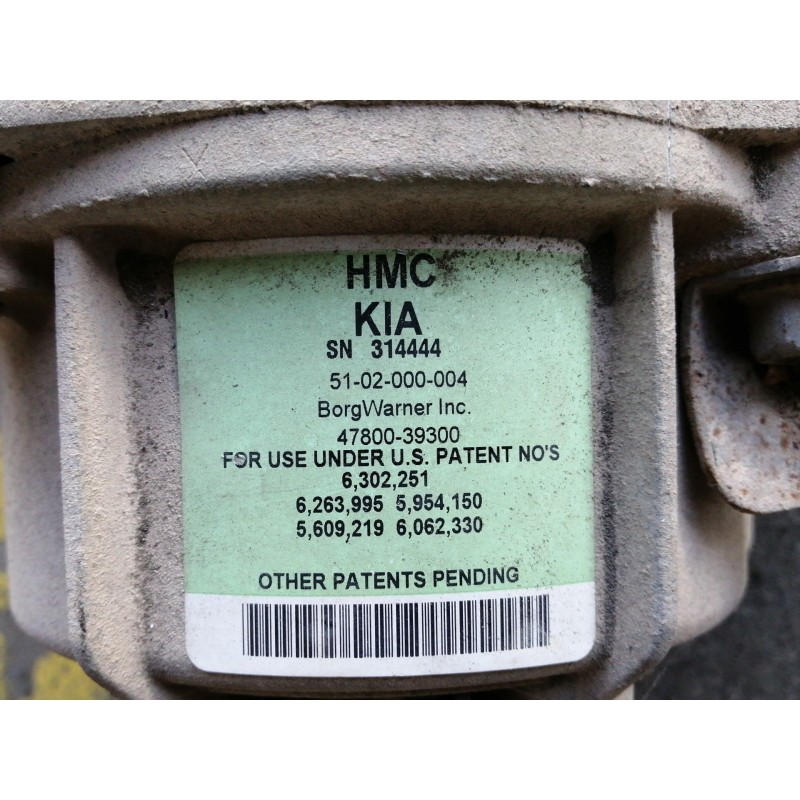 HMC
KIA
SN 314444
51-02-000-004
BorgWarner Inc.
47800-39300
FOR USE UNDER U.S. PATENT NO'S
6,302,251
6,263,995 5,954,150
5,609,219 6,062,330
OTHER PATENTS PENDING